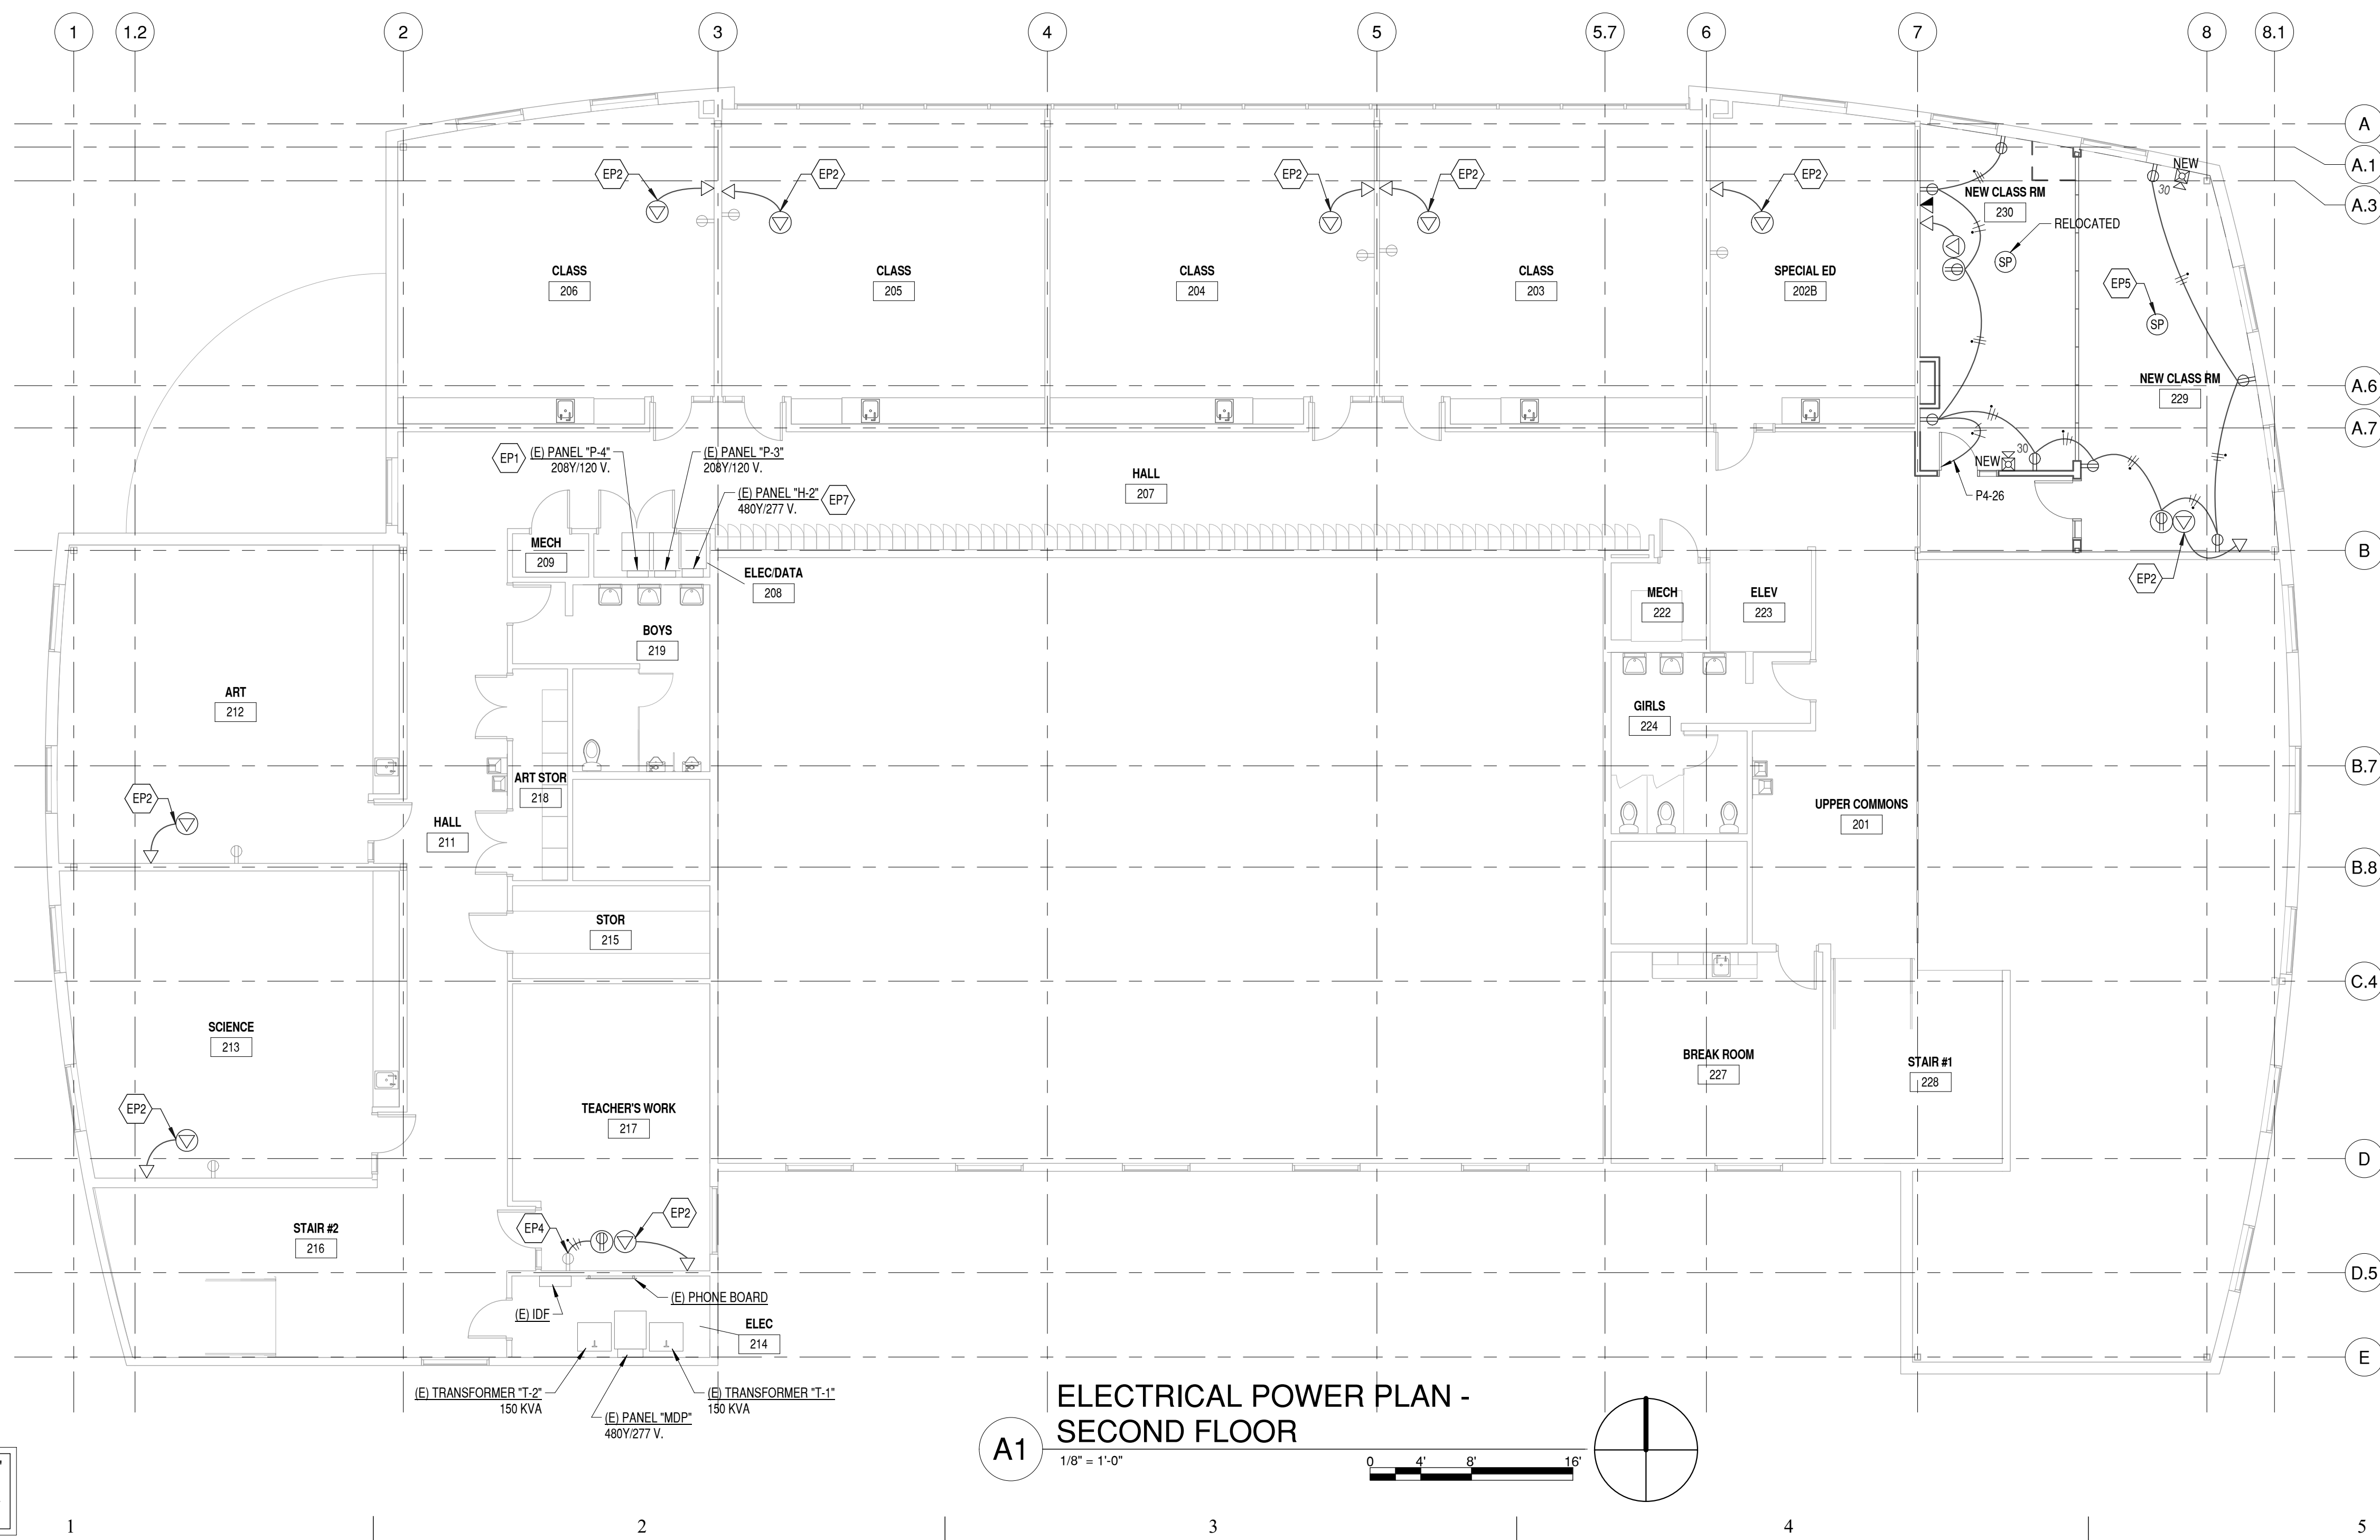 1
1.2
2
3
4
5
5.7
6
7
8
8.1
A
A.1
A.3
A.6
A.7
B
B.7
B.8
C.4
D
D.5
E
EP2
EP2
EP2
EP2
EP2
NEW
30
NEW CLASS RM
230
RELOCATED
SP
EP5
SP
CLASS
206
CLASS
205
CLASS
204
CLASS
203
SPECIAL ED
202B
NEW CLASS RM
229
EP1
(E) PANEL "P-4"
208Y/120 V.
(E) PANEL "P-3"
208Y/120 V.
(E) PANEL "H-2"
480Y/277 V.
EP7
HALL
207
NEW
30
P4-26
EP2
MECH
209
ELEC/DATA
208
BOYS
219
MECH
222
ELEV
223
ART
212
GIRLS
224
ART STOR
218
EP2
HALL
211
UPPER COMMONS
201
STOR
215
SCIENCE
213
BREAK ROOM
227
STAIR #1
228
EP2
TEACHER'S WORK
217
EP4
EP2
STAIR #2
216
(E) PHONE BOARD
(E) IDF
ELEC
214
(E) TRANSFORMER "T-2"
150 KVA
(E) PANEL "MDP"
480Y/277 V.
(E) TRANSFORMER "T-1"
150 KVA
A1
ELECTRICAL POWER PLAN -
SECOND FLOOR
1/8" = 1'-0"
0 4' 8' 16'
1
2
3
4
5